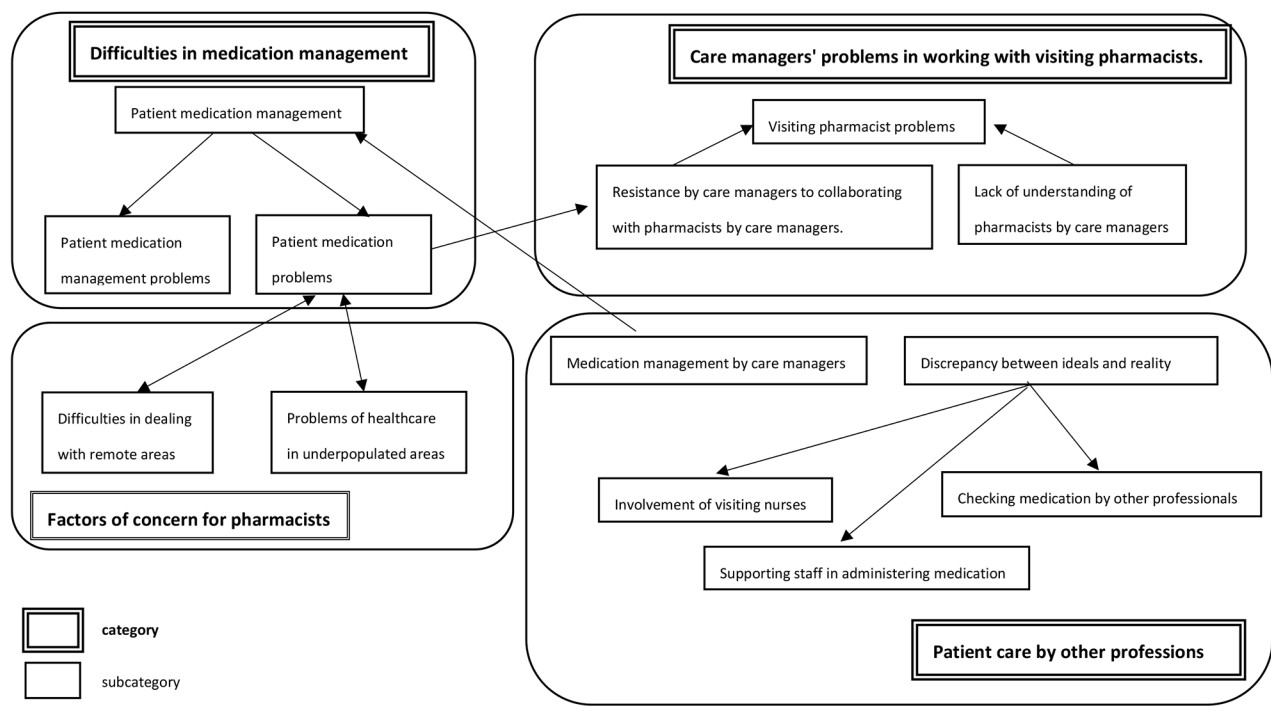 Difficulties in medication management
Patient medication management
Patient medication
management problems
Patient medication
problems
Care managers' problems in working with visiting pharmacists.
Visiting pharmacist problems
Resistance by care managers to collaborating
with pharmacists by care managers.
Lack of understanding of
pharmacists by care managers
Difficulties in dealing
with remote areas
Problems of healthcare
in underpopulated areas
Factors of concern for pharmacists
Medication management by care managers
Discrepancy between ideals and reality
Involvement of visiting nurses
Checking medication by other professionals
Supporting staff in administering medication
Patient care by other professions
category
subcategory